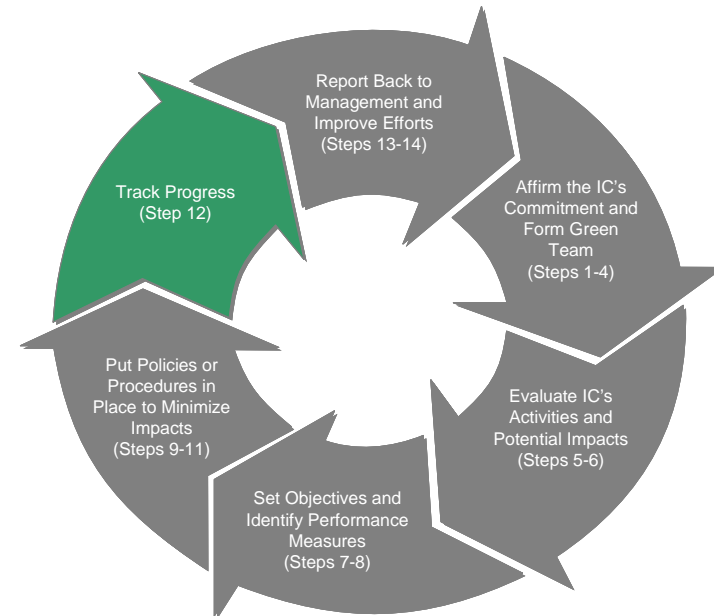 Report Back to
Management and
Improve Efforts
(Steps 13-14)
Affirm the IC's
Commitment and
Form Green
Team
(Steps 1-4)
Evaluate IC's
Activities and
Potential Impacts
(Steps 5-6)
Set Objectives and
Identify Performance
Measures
(Steps 7-8)
Put Policies or
Procedures in
Place to Minimize
Impacts
(Steps 9-11)
Track Progress
(Step 12)